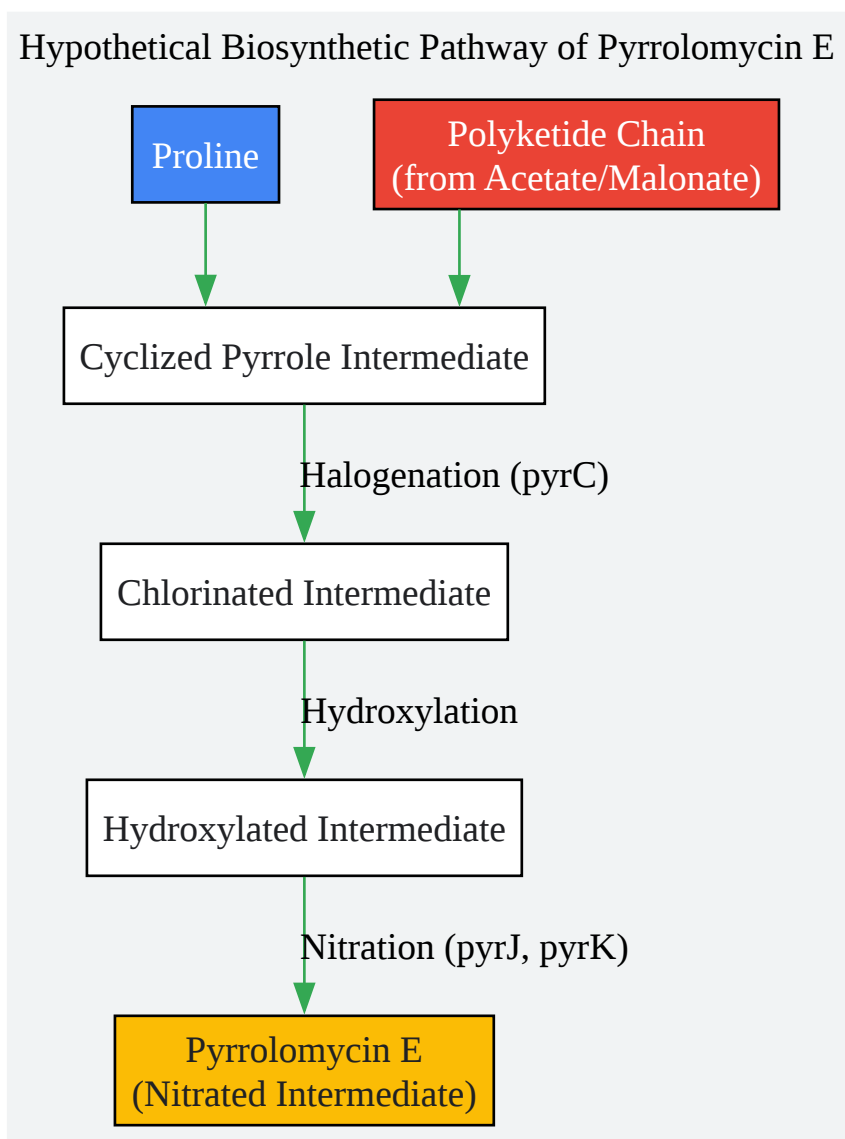 Hypothetical Biosynthetic Pathway of Pyrrolomycin E
Proline
Polyketide Chain
(from Acetate/Malonate)
Cyclized Pyrrole Intermediate
Halogenation (pyrC)
Chlorinated Intermediate
Hydroxylation
Hydroxylated Intermediate
Nitration (pyrJ, pyrK)
Pyrrolomycin E
(Nitrated Intermediate)